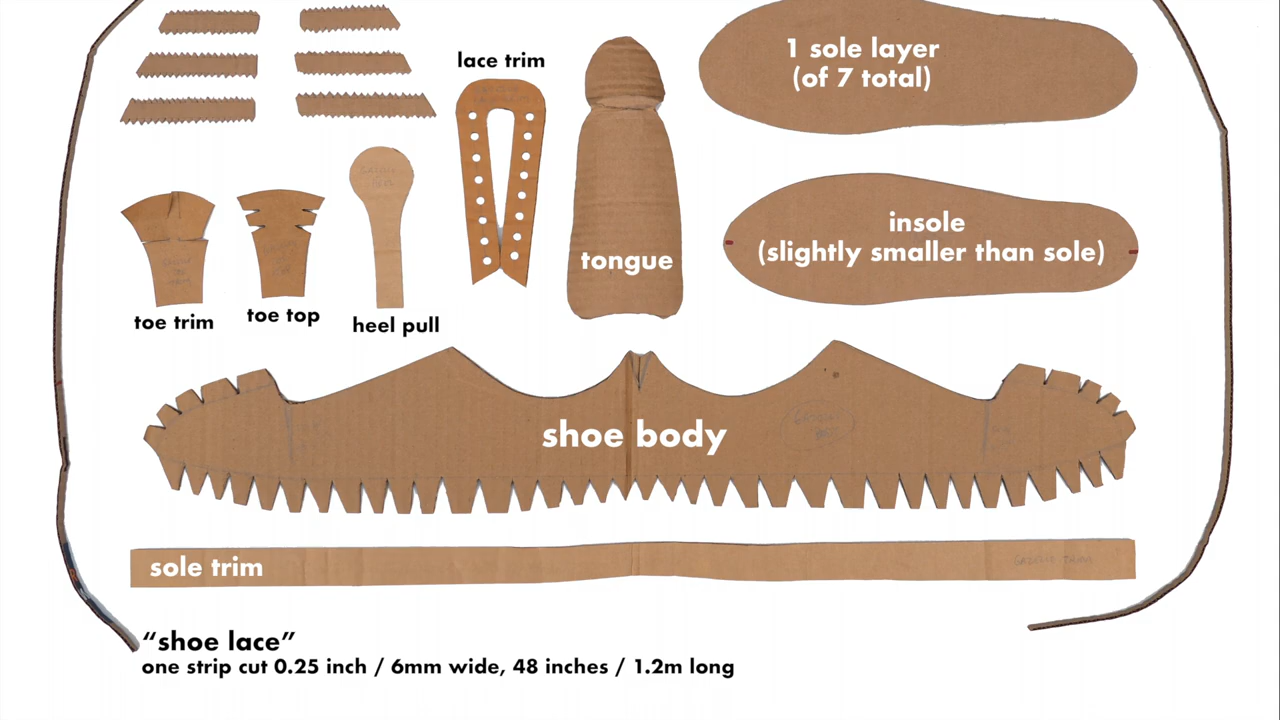 lace trim
1 sole layer
(of 7 total)
insole
(slightly smaller than sole)
tongue
toe trim
toe top
heel pull
shoe body
sole trim
GAZELLE TRIM
“shoe lace”
one strip cut 0.25 inch / 6mm wide, 48 inches / 1.2m long